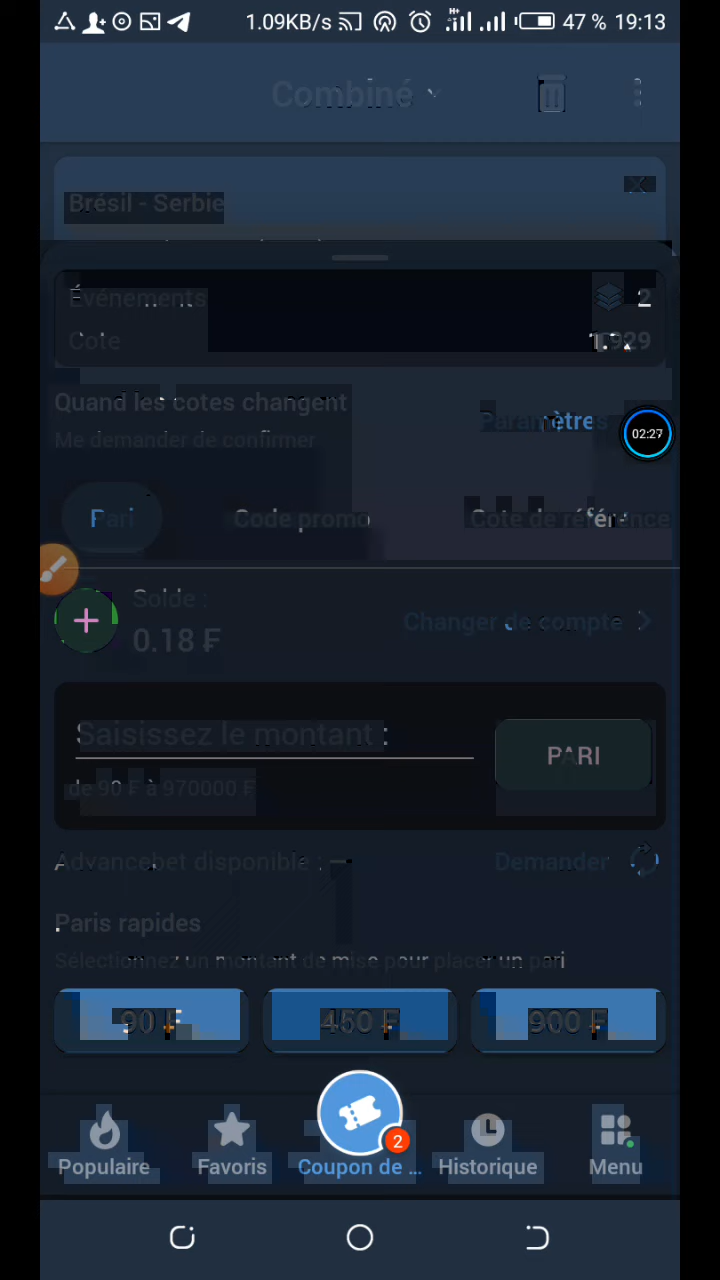 1.09KB/s H+ 47 % 19:13
Combiné
Brésil - Serbie
Événements 2
Cote 1.929
Quand les cotes changent
Paramètres
Me demander de confirmer
02:27
Pari Code promo Cote de référence
Solde :
0.18 ₣ Changer de compte
Saisissez le montant :
PARI
de 90 ₣ à 970000 ₣
Advancebet disponible : Demander
Paris rapides
Sélectionnez un montant de mise pour placer un pari
90 ₣ 450 ₣ 900 ₣
2
Populaire Favoris Coupon de ... Historique Menu